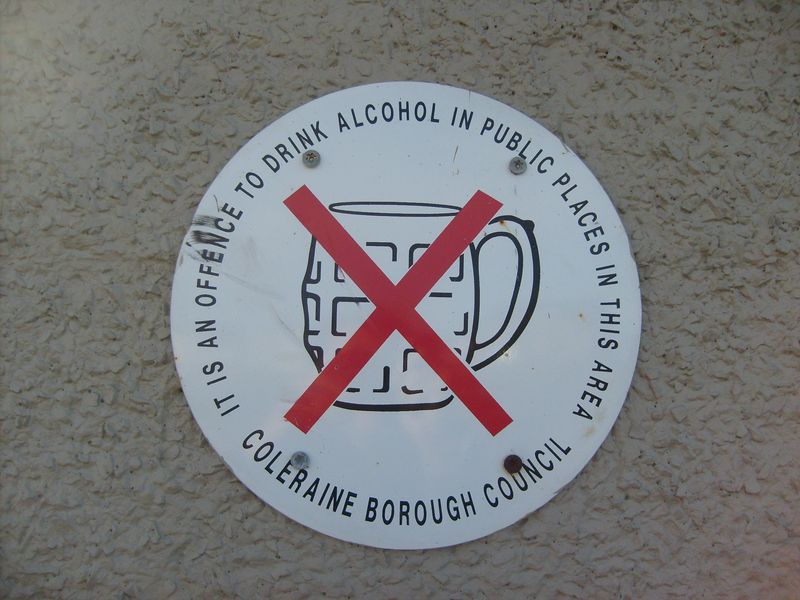 IT IS AN OFFENCE TO DRINK ALCOHOL IN PUBLIC PLACES IN THIS AREA
COLERAINE BOROUGH COUNCIL